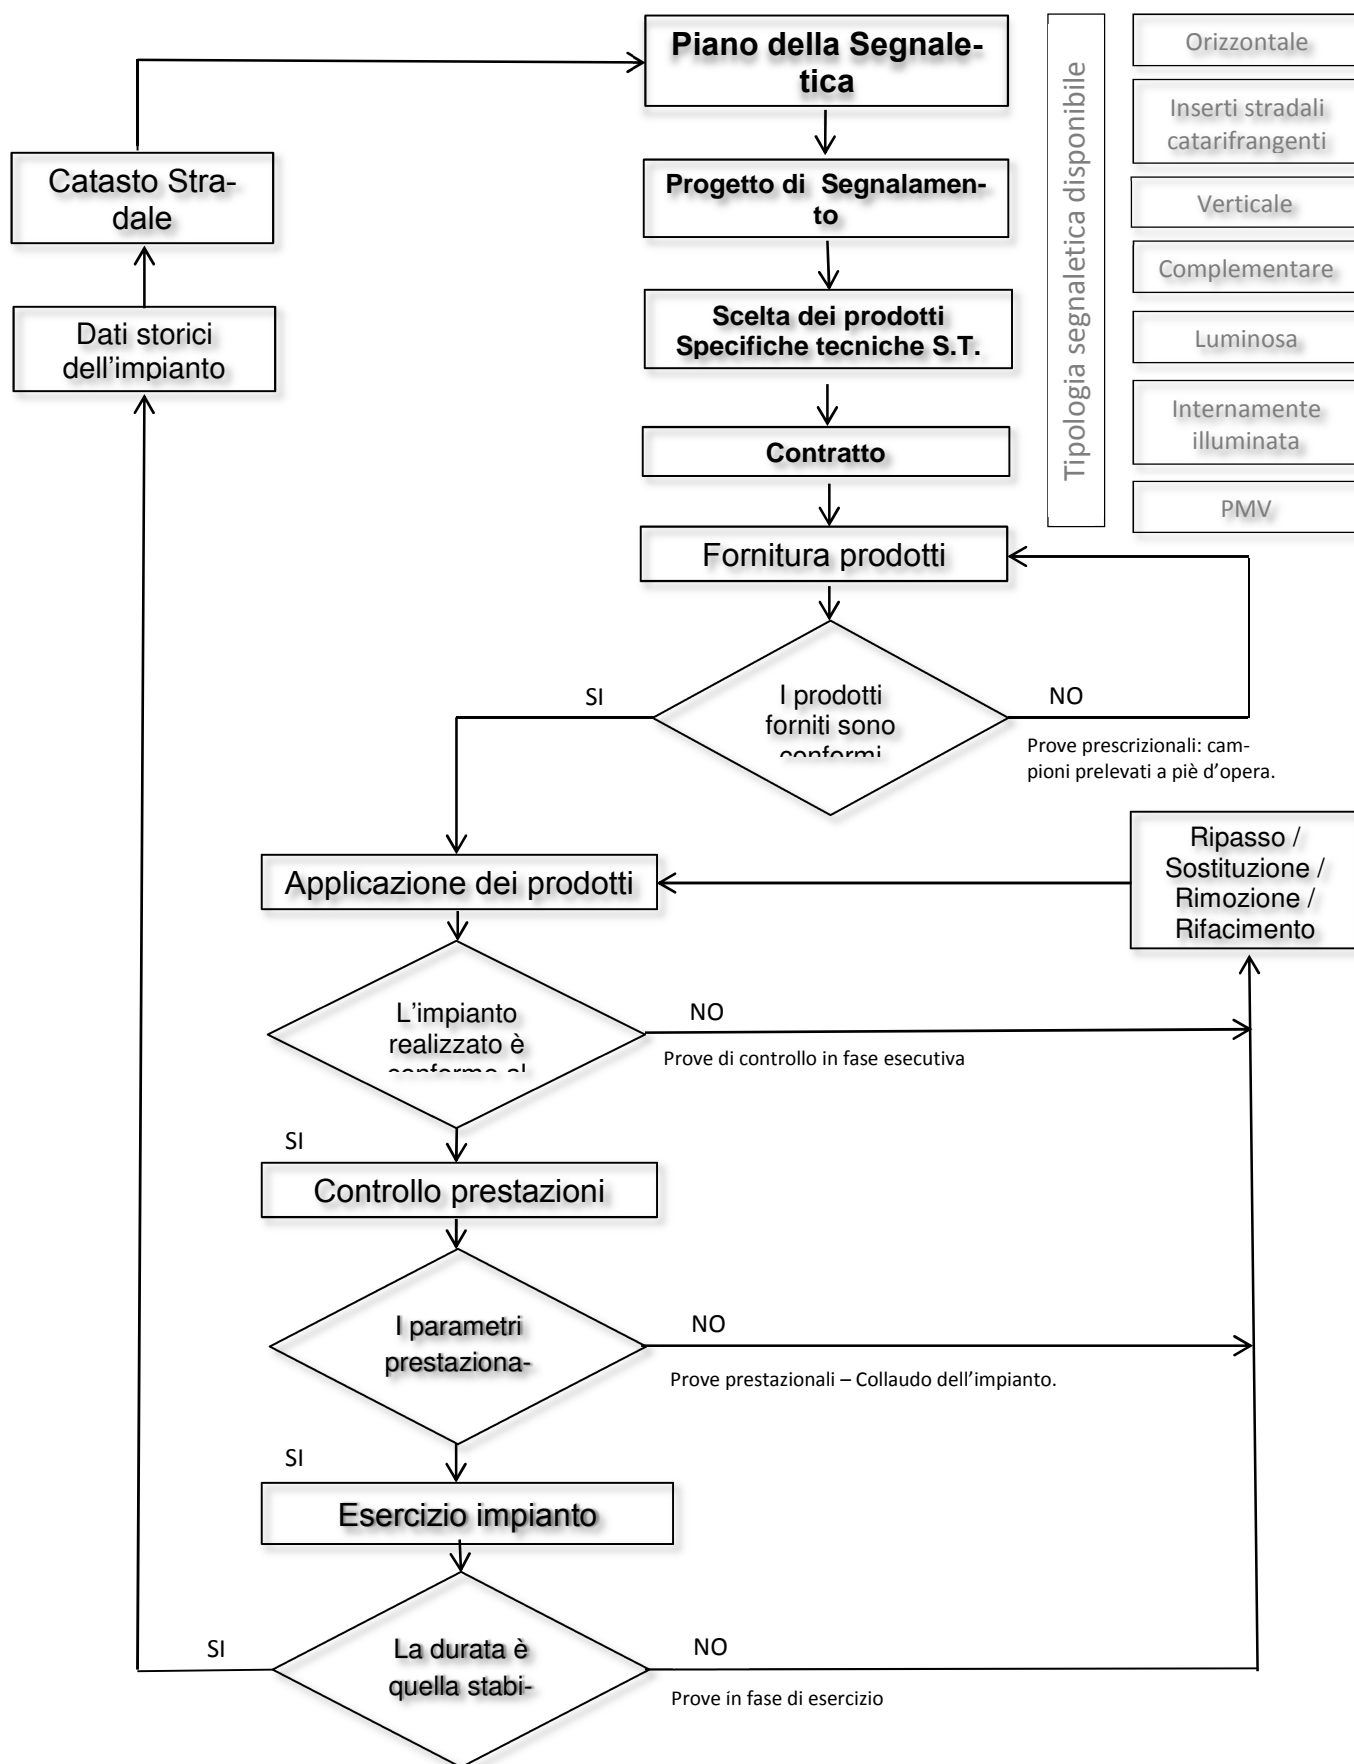 Piano della Segnale-
tica
Tipologia segnaletica disponibile
Orizzontale
Inserti stradali
catarifrangenti
Verticale
Complementare
Luminosa
Internamente
illuminata
PMV
Catasto Stra-
dale
Dati storici
dell'impianto
Progetto di Segnalamen-
to
Scelta dei prodotti
Specifiche tecniche S.T.
Contratto
Fornitura prodotti
SI
I prodotti
forniti sono
conformi
NO
Prove prescrizionali: cam-
pioni prelevati a piè d'opera.
Ripasso /
Sostituzione /
Rimozione /
Rifacimento
Applicazione dei prodotti
L'impianto
realizzato è
conforme al
NO
Prove di controllo in fase esecutiva
SI
Controllo prestazioni
I parametri
prestaziona-
NO
Prove prestazionali – Collaudo dell'impianto.
SI
Esercizio impianto
SI
La durata è
quella stabi-
NO
Prove in fase di esercizio